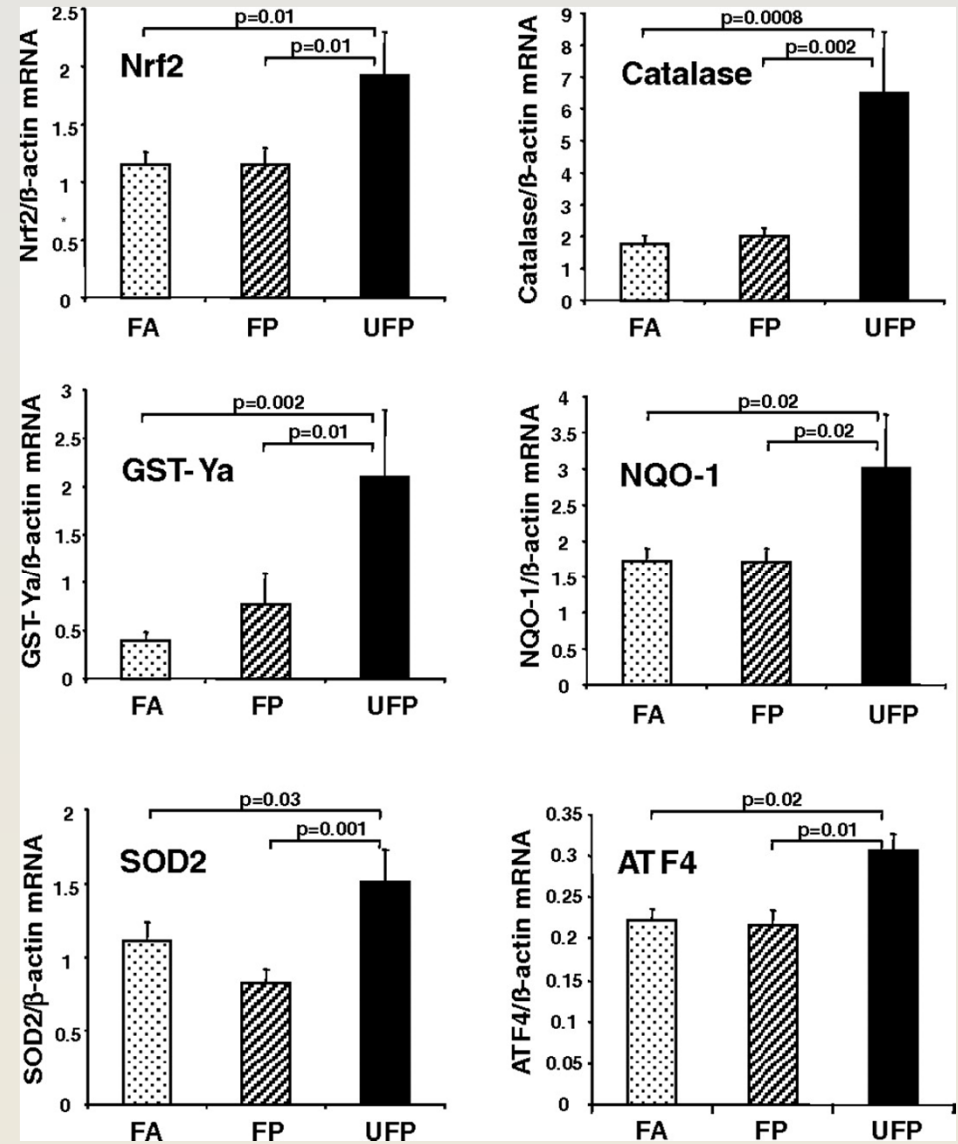 2.5
2
1.5
1
*
0.5
0
Nrf2/ß-actin mRNA
p=0.01
p=0.01
Nrf2
FA FP UFP
9
8
7
6
5
4
3
2
1
0
Catalase/ß-actin mRNA
p=0.0008
p=0.002
Catalase
FA FP UFP
3
2.5
2
1.5
1
0.5
0
GST-Ya/ß-actin mRNA
p=0.002
p=0.01
GST-Ya
FA FP UFP
4
3.5
3
2.5
2
1.5
1
0.5
0
NQO-1/ß-actin mRNA
p=0.02
p=0.02
NQO-1
FA FP UFP
2
1.5
1
0.5
0
SOD2/β-actin mRNA
p=0.03
p=0.001
SOD2
FA FP UFP
0.35
0.3
0.25
0.2
0.15
0.1
0.05
0
ATF4/ß-actin mRNA
p=0.02
p=0.01
ATF4
FA FP UFP